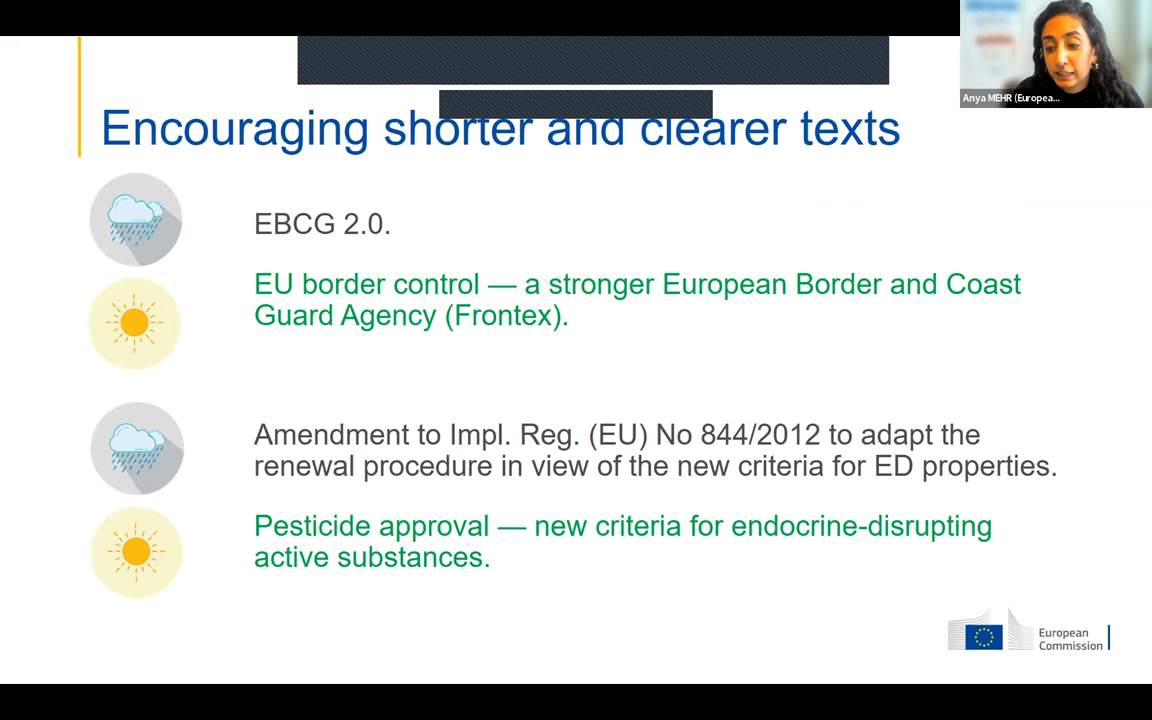 Anya MEHR (Europea...
Encouraging shorter and clearer texts
EBCG 2.0.
EU border control — a stronger European Border and Coast
Guard Agency (Frontex).
Amendment to Impl. Reg. (EU) No 844/2012 to adapt the
renewal procedure in view of the new criteria for ED properties.
Pesticide approval — new criteria for endocrine-disrupting
active substances.
European
Commission